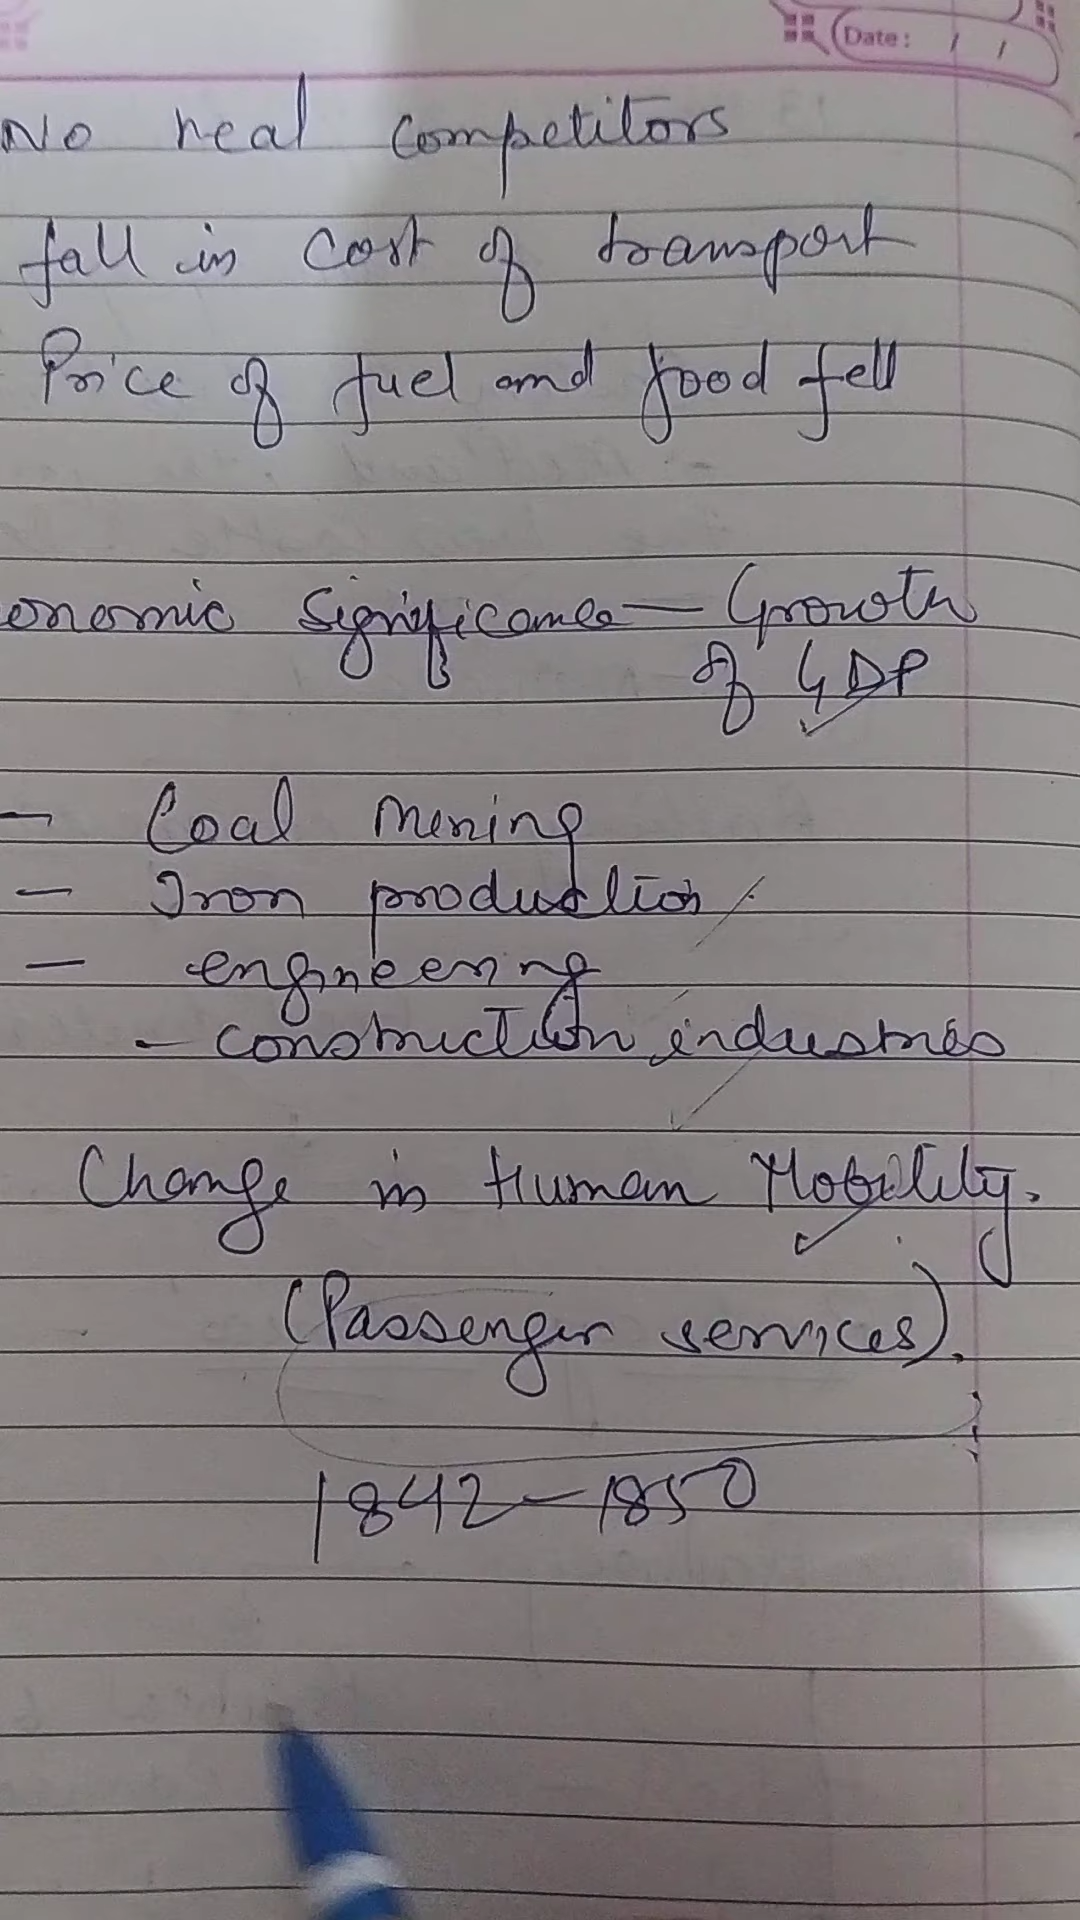 Date: / /
No real competitors
fall in cost of transport
Price of fuel and food fell
onomic significance — Growth
of GDP
- Coal mining
- Iron production
- engineering
- construction industries
Change in Human Mobility.
(Passenger services).
1842-1850